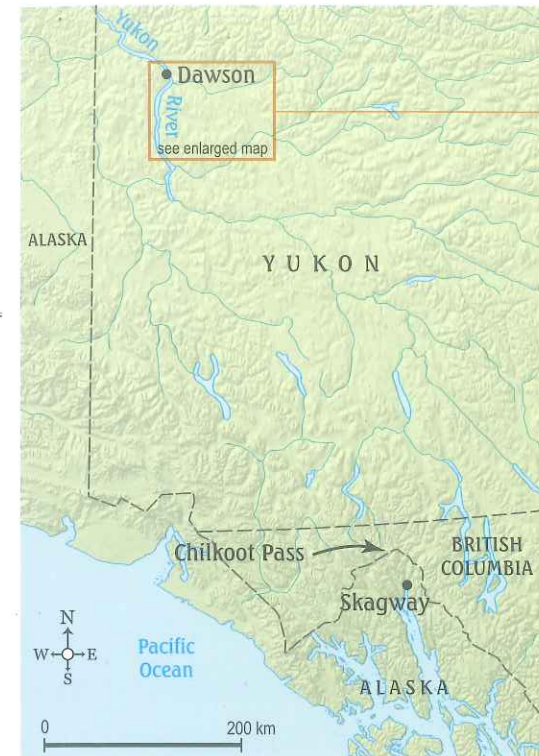 Yukon
Dawson
River
see enlarged map
ALASKA
YUKON
Chilkoot Pass
BRITISH
COLUMBIA
Skagway
N
W
E
S
Pacific
Ocean
ALASKA
0
200 km